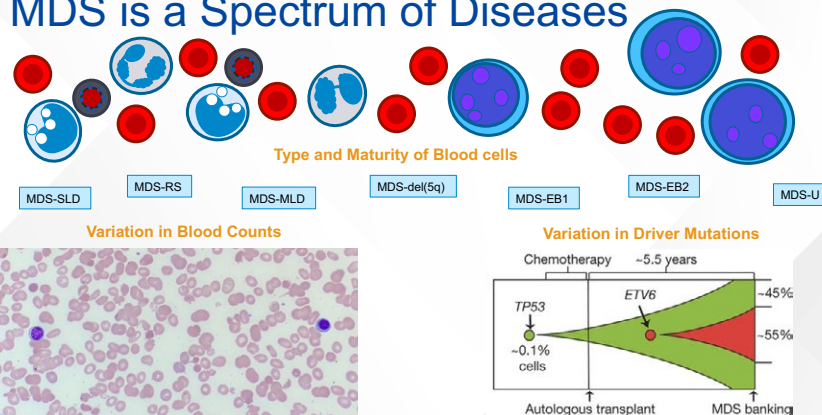 MDS is a Spectrum of Diseases
Type and Maturity of Blood cells
MDS-SLD
MDS-RS
MDS-MLD
MDS-del(5q)
MDS-EB1
MDS-EB2
MDS-U
Variation in Blood Counts
Variation in Driver Mutations
Chemotherapy
~5.5 years
TP53
ETV6
~45%
~55%
~0.1%
cells
Autologous transplant
MDS banking